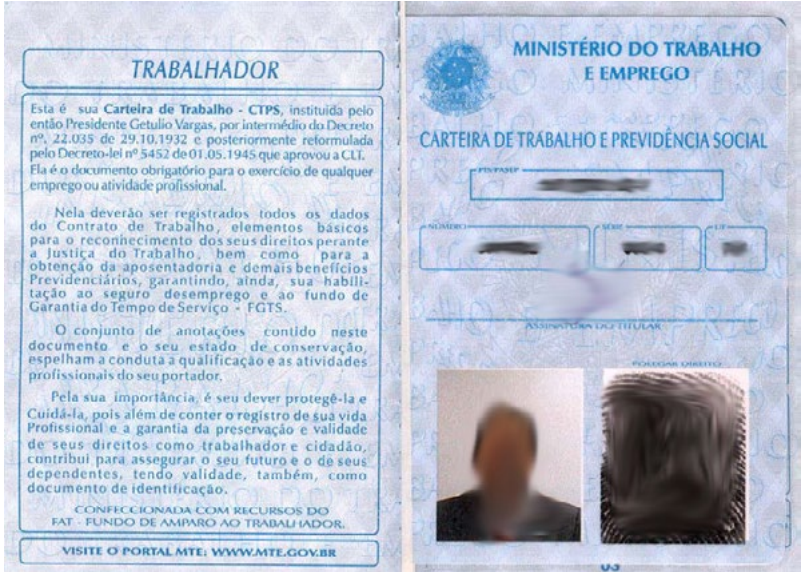 TRABALHADOR
Esta é sua Carteira de Trabalho - CTPS, instituida pelo
então Presidente Getulio Vargas, por intermédio do Decreto
nº. 22.035 de 29.10.1932 e posteriormente reformulada
pelo Decreto-lei nº 5452 de 01.05.1945 que aprovou a CLT.
Ela é o documento obrigatório para o exercício de qualquer
emprego ou atividade profissional.
Nela deverão ser registrados todos os dados
do Contrato de Trabalho, elementos básicos
para o reconhecimento dos seus direitos perante
a Justiça do Trabalho, bem como para a
obtenção da aposentadoria e demais benefícios
Previdenciários, garantindo, ainda, sua habili-
tação ao seguro desemprego e ao fundo de
Garantia do Tempo de Serviço - FGTS.
O conjunto de anotações contido neste
documento e o seu estado de conservação,
espelham a conduta a qualificação e as atividades
profissionais do seu portador.
Pela sua importância, é seu dever protegê-la e
Cuidá-la, pois além de conter o registro de sua vida
Profissional e a garantia da preservação e validade
de seus direitos como trabalhador e cidadão,
contribui para assegurar o seu futuro e o de seus
dependentes, tendo validade, também, como
documento de identificação.
CONFECCIONADA COM RECURSOS DO
FAT - FUNDO DE AMPARO AO TRABALHADOR.
VISITE O PORTAL MTE: WWW.MTE.GOV.BR
MINISTÉRIO DO TRABALHO
E EMPREGO
CARTEIRA DE TRABALHO E PREVIDÊNCIA SOCIAL
PIS/PASEP
NÚMERO
SÉRIE
UF
ASSINATURA DO TITULAR
POLEGAR DIREITO
03